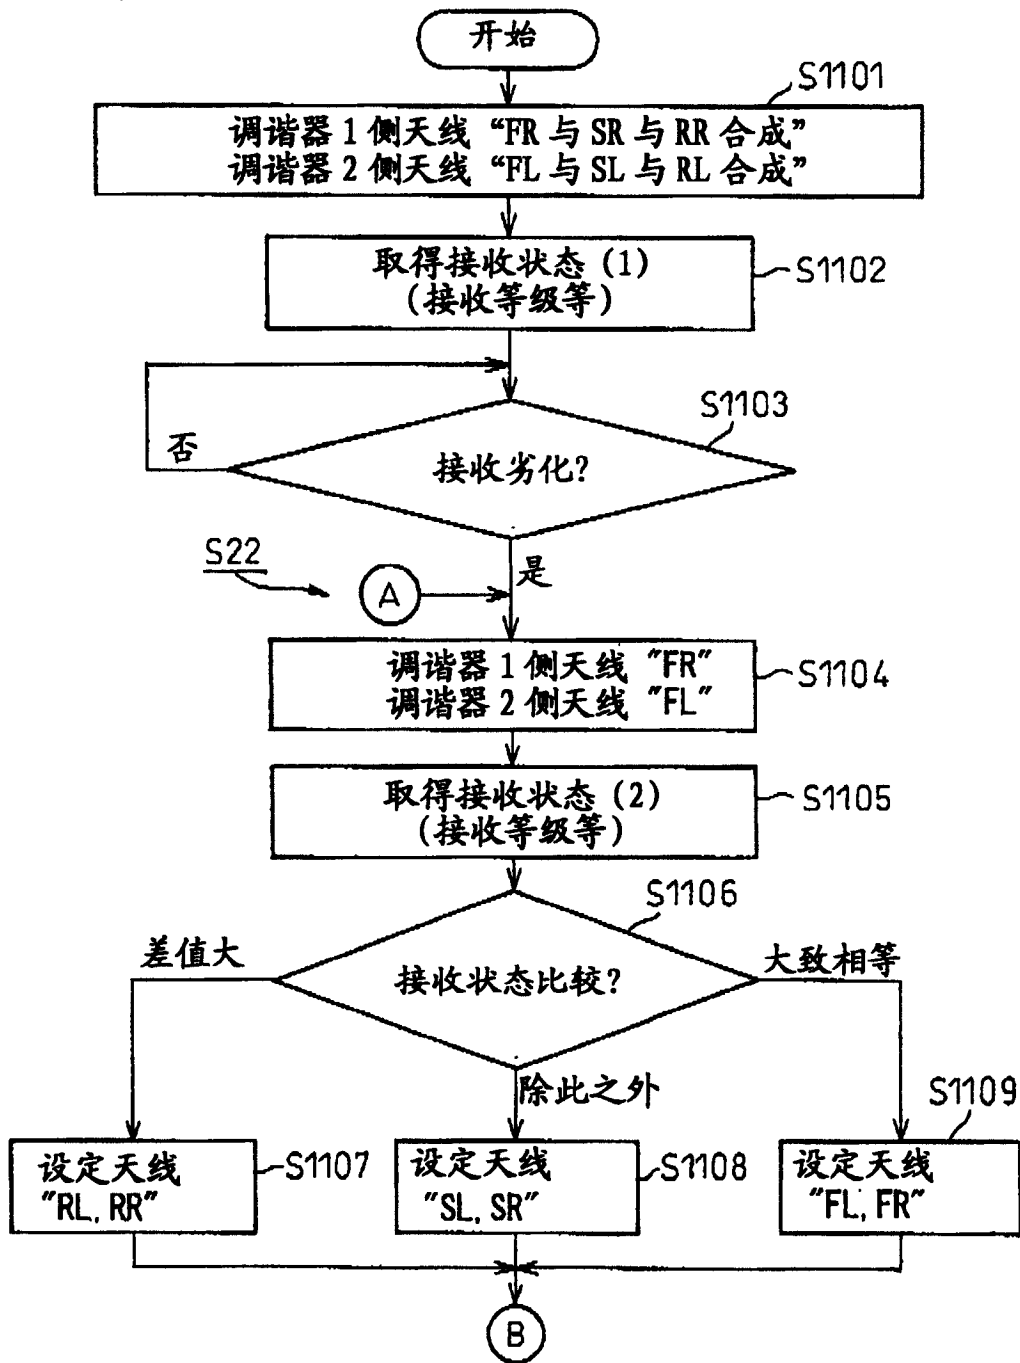 开始
S1101
调谐器 1 侧天线 “FR 与 SR 与 RR 合成”
调谐器 2 侧天线 “FL 与 SL 与 RL 合成”
取得接收状态 (1)
(接收等级等)
S1102
S1103
接收劣化?
否
是
S22
A
调谐器 1 侧天线 "FR"
调谐器 2 侧天线 "FL"
S1104
取得接收状态 (2)
(接收等级等)
S1105
S1106
接收状态比较?
差值大
大致相等
除此之外
设定天线
"RL, RR"
S1107
设定天线
"SL, SR"
S1108
S1109
设定天线
"FL, FR"
B